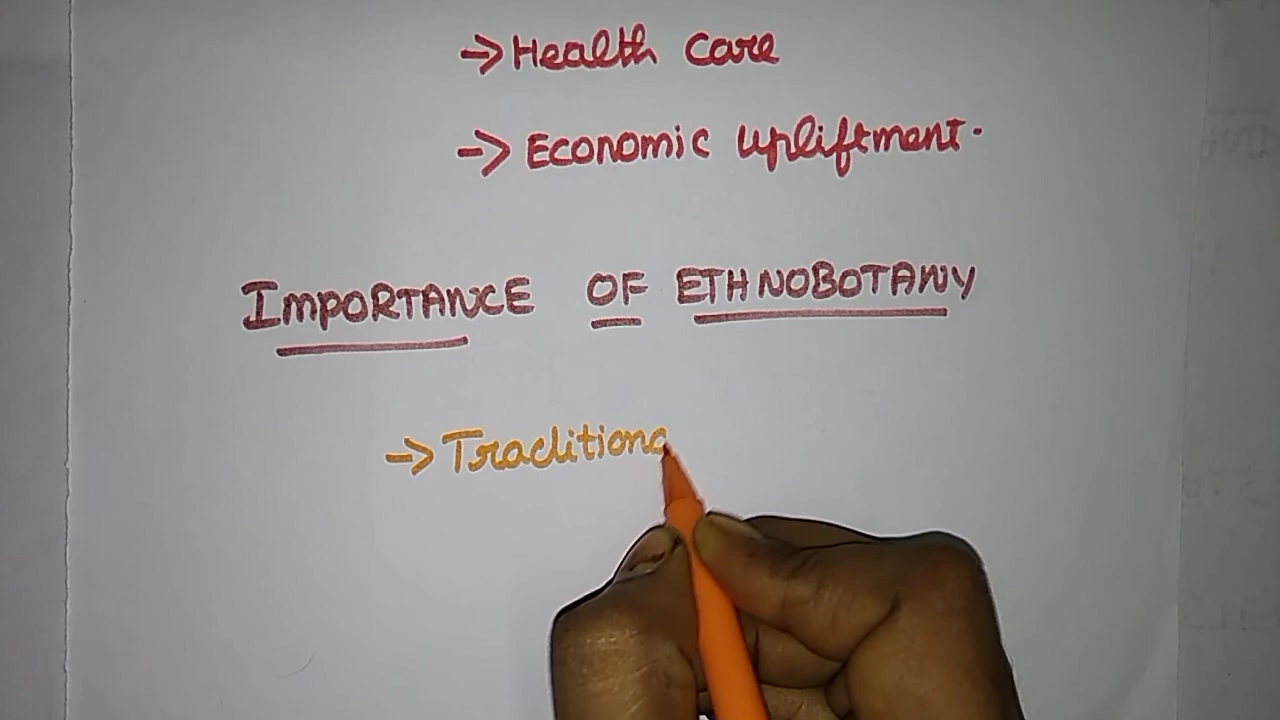 → Health Care
→ Economic upliftment.
IMPORTANCE OF ETHNOBOTANY
→ Traditiona